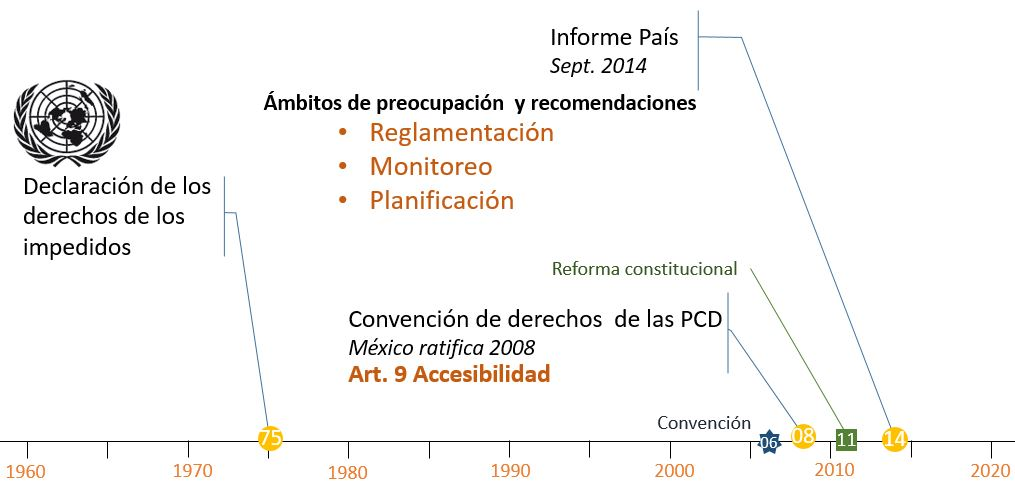 Informe País
Sept. 2014
Ámbitos de preocupación y recomendaciones
• Reglamentación
• Monitoreo
• Planificación
Declaración de los
derechos de los
impedidos
Reforma constitucional
Convención de derechos de las PCD
México ratifica 2008
Art. 9 Accesibilidad
Convención
75
06
08
11
14
1960
1970
1980
1990
2000
2010
2020